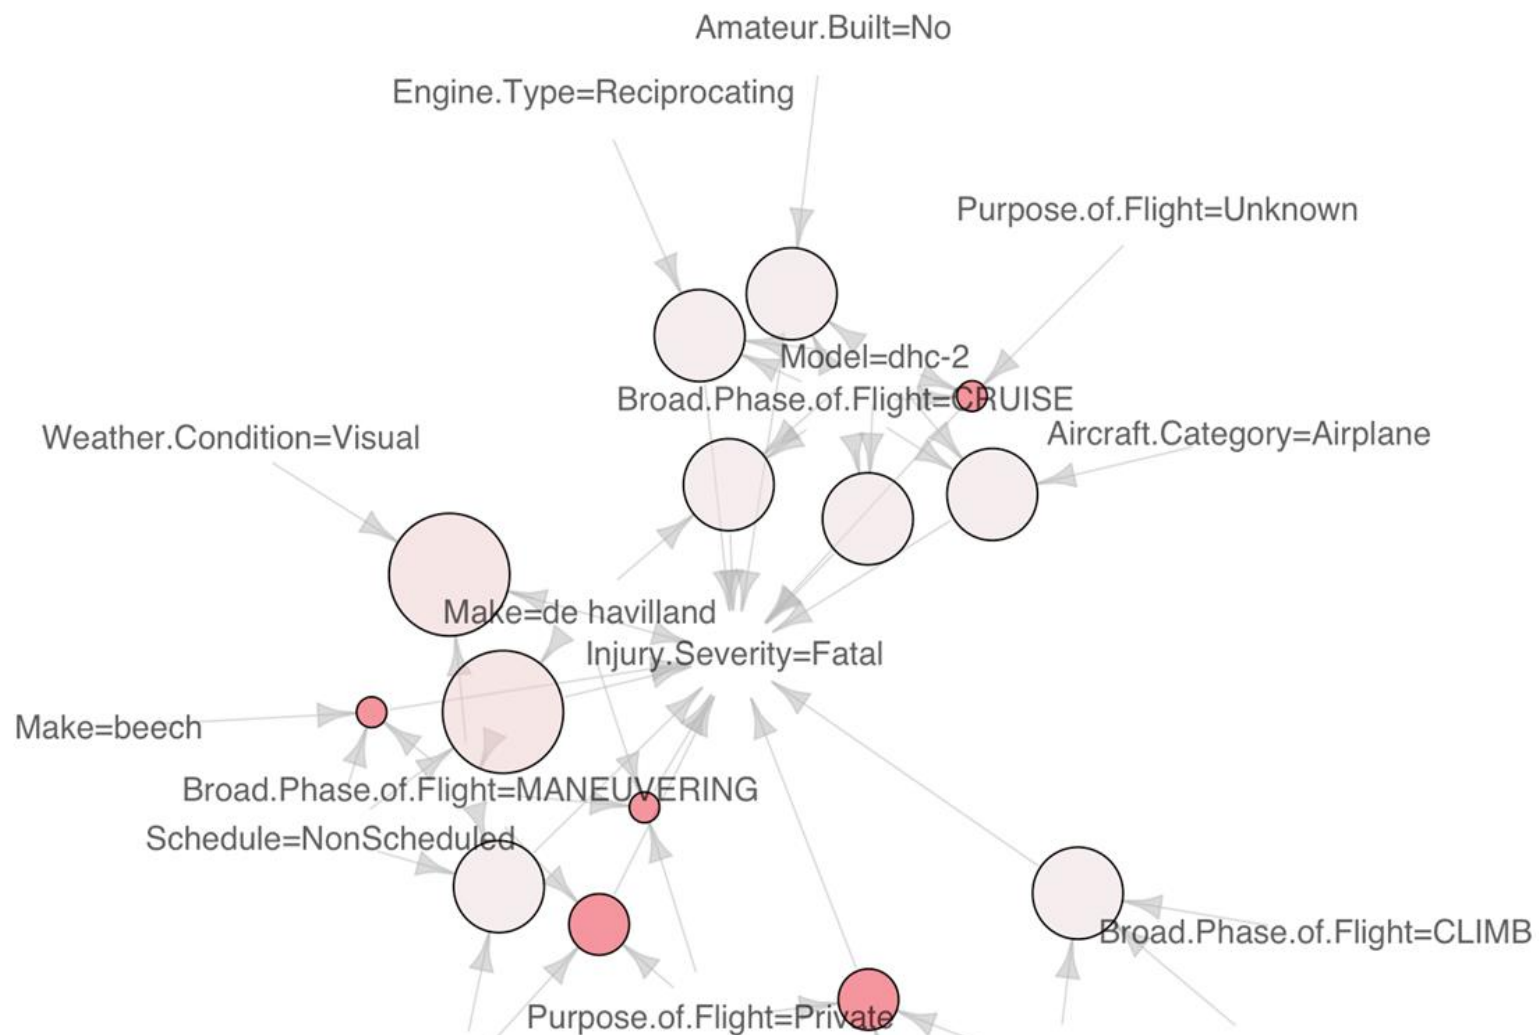 Amateur.Built=No
Engine.Type=Reciprocating
Purpose.of.Flight=Unknown
Model=dhc-2
Broad.Phase.of.Flight=CRUISE
Weather.Condition=Visual
Aircraft.Category=Airplane
Make=de havilland
Injury.Severity=Fatal
Make=beech
Broad.Phase.of.Flight=MANEUVERING
Schedule=NonScheduled
Broad.Phase.of.Flight=CLIMB
Purpose.of.Flight=Private